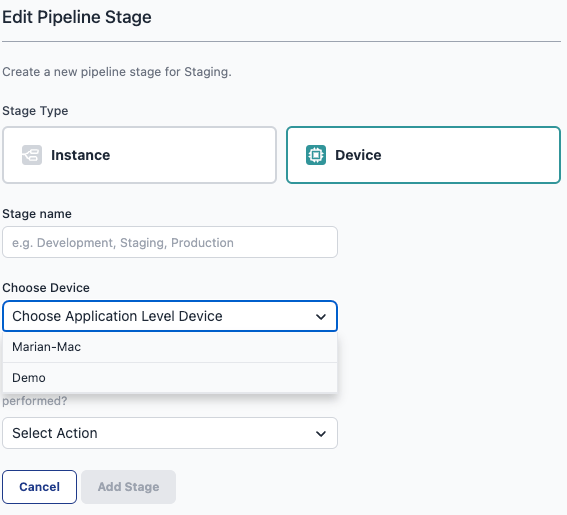 Edit Pipeline Stage
Create a new pipeline stage for Staging.
Stage Type
Instance
Device
Stage name
e.g. Development, Staging, Production
Choose Device
Choose Application Level Device
Marian-Mac
Demo
performed?
Select Action
Cancel
Add Stage